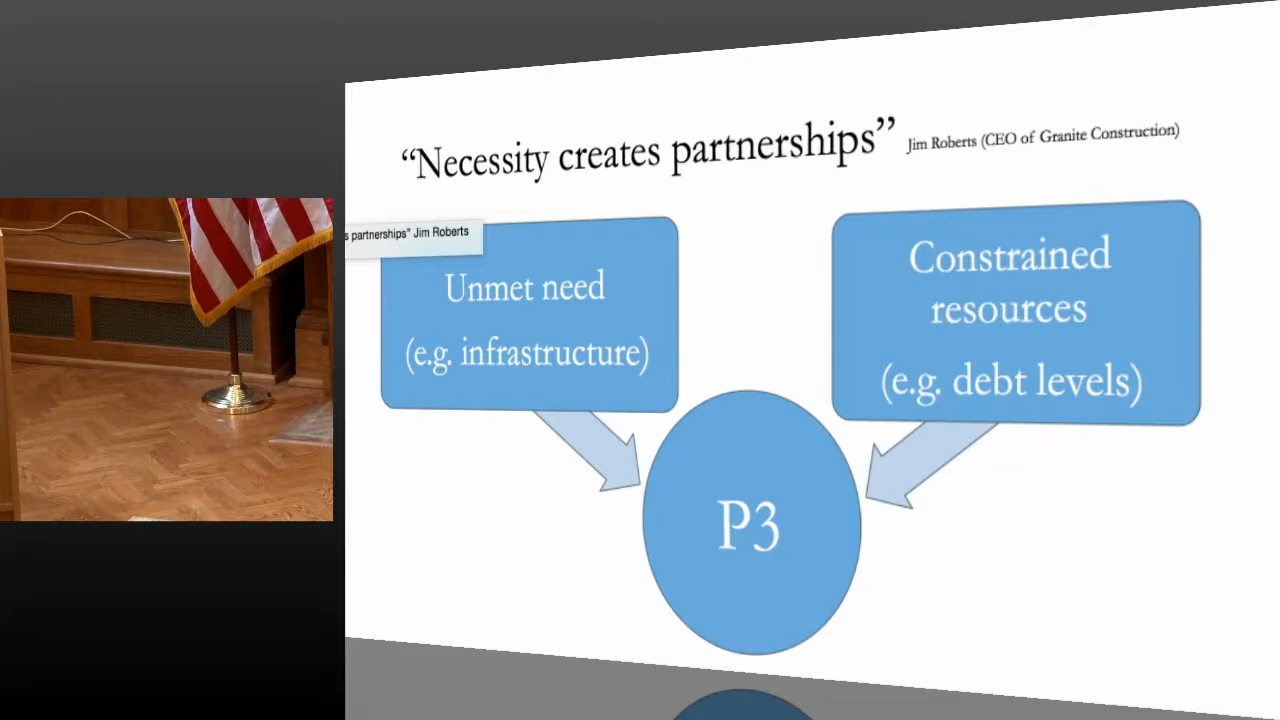 “Necessity creates partnerships” Jim Roberts (CEO of Granite Construction)
s partnerships” Jim Roberts
Unmet need
(e.g. infrastructure)
Constrained
resources
(e.g. debt levels)
P3